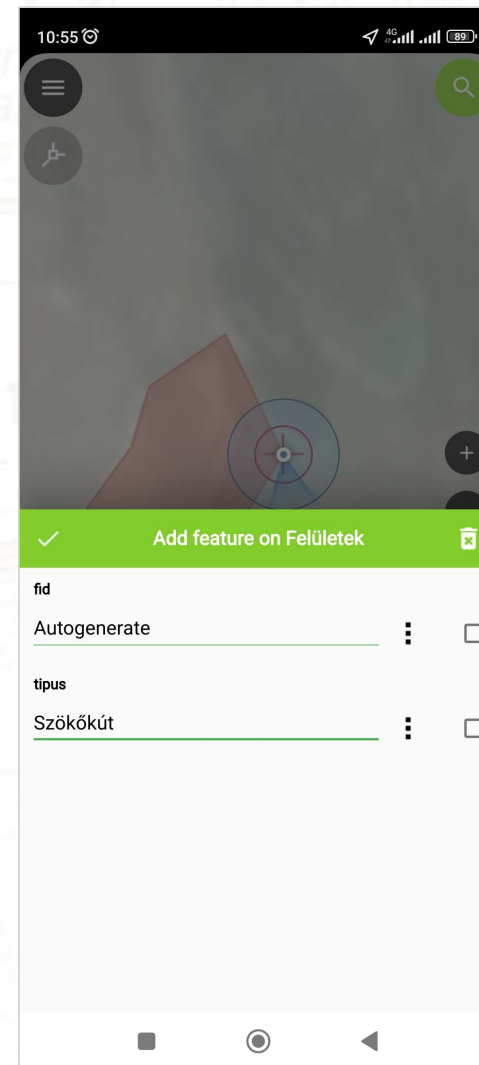 10:55
4G
89
Add feature on Felületek
fid
Autogenerate
tipus
Szökőkút